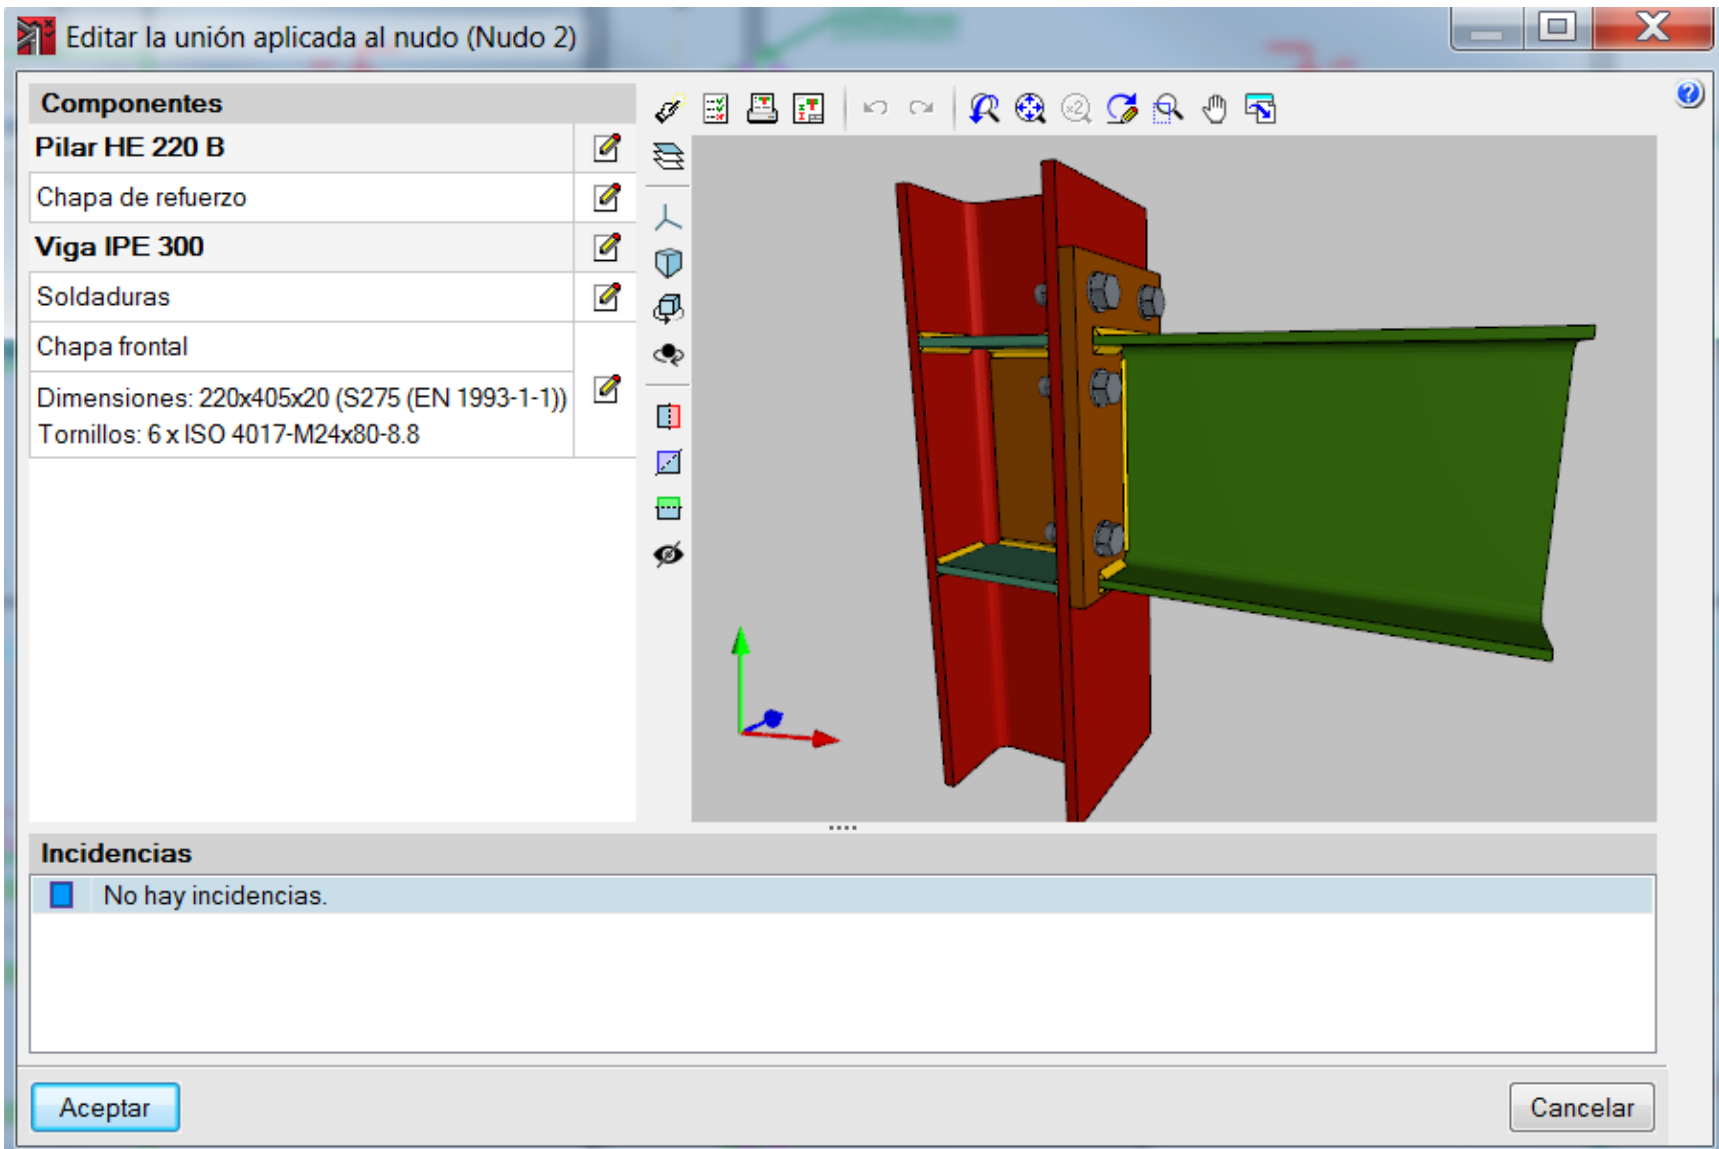 Editar la unión aplicada al nudo (Nudo 2)
Componentes
Pilar HE 220 B
Chapa de refuerzo
Viga IPE 300
Soldaduras
Chapa frontal
Dimensiones: 220x405x20 (S275 (EN 1993-1-1))
Tornillos: 6 x ISO 4017-M24x80-8.8
Incidencias
No hay incidencias.
Aceptar
Cancelar